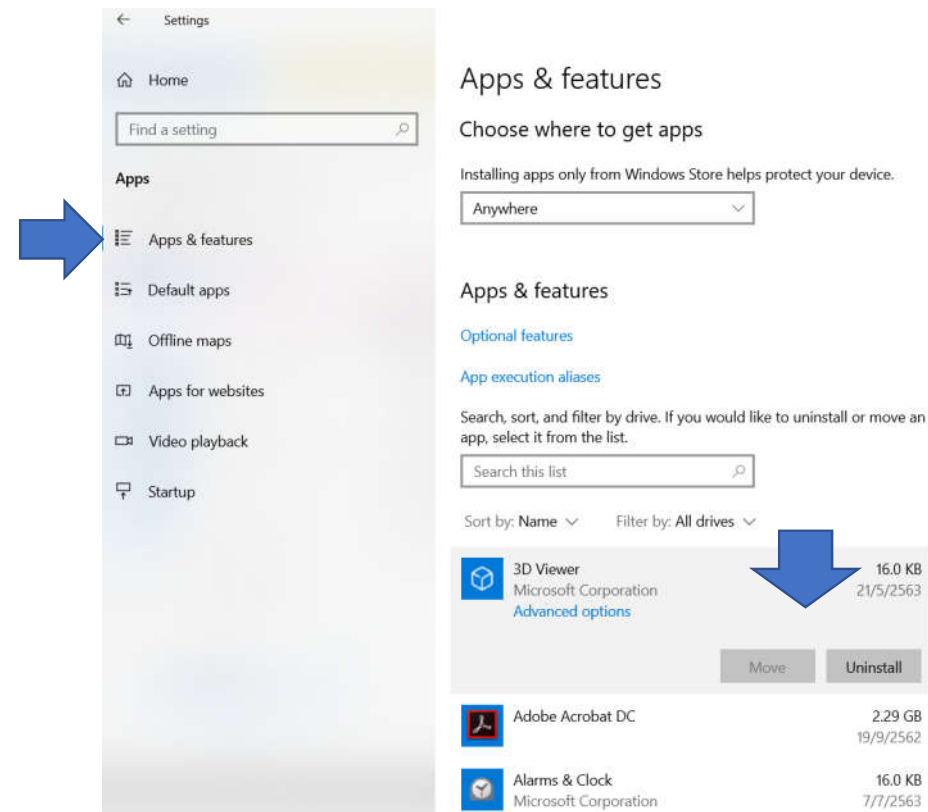 Settings
Home
Find a setting
Apps
Apps & features
Default apps
Offline maps
Apps for websites
Video playback
Startup
Apps & features
Choose where to get apps
Installing apps only from Windows Store helps protect your device.
Anywhere
Apps & features
Optional features
App execution aliases
Search, sort, and filter by drive. If you would like to uninstall or move an
app, select it from the list.
Search this list
Sort by: Name Filter by: All drives
3D Viewer 16.0 KB
Microsoft Corporation 21/5/2563
Advanced options
Move Uninstall
Adobe Acrobat DC 2.29 GB
19/9/2562
Alarms & Clock 16.0 KB
Microsoft Corporation 7/7/2563